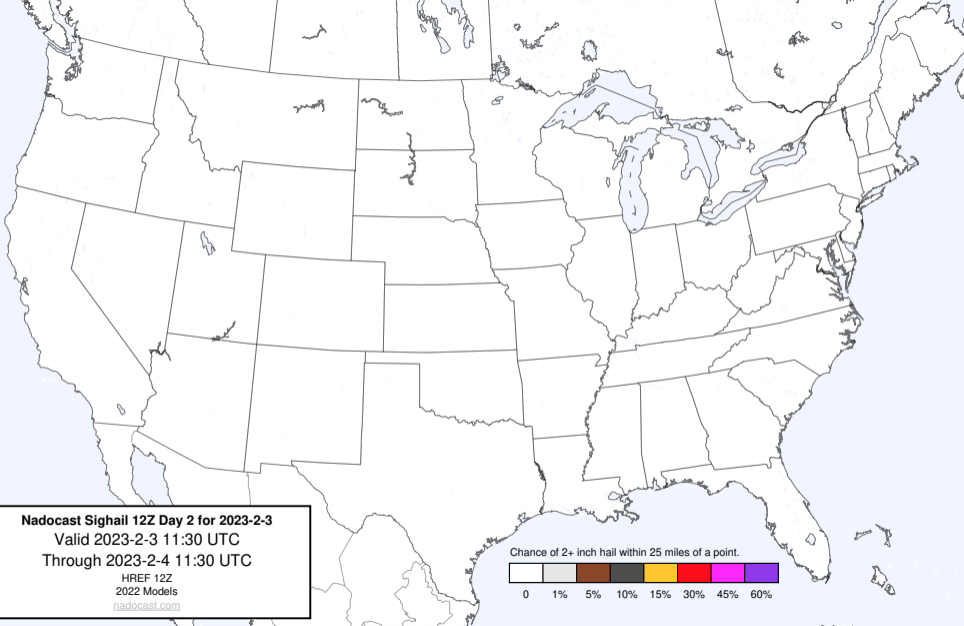 Nadocast Sighail 12Z Day 2 for 2023-2-3
Valid 2023-2-3 11:30 UTC
Through 2023-2-4 11:30 UTC
HREF 12Z
2022 Models
nadocast.com
Chance of 2+ inch hail within 25 miles of a point.
0 1% 5% 10% 15% 30% 45% 60%